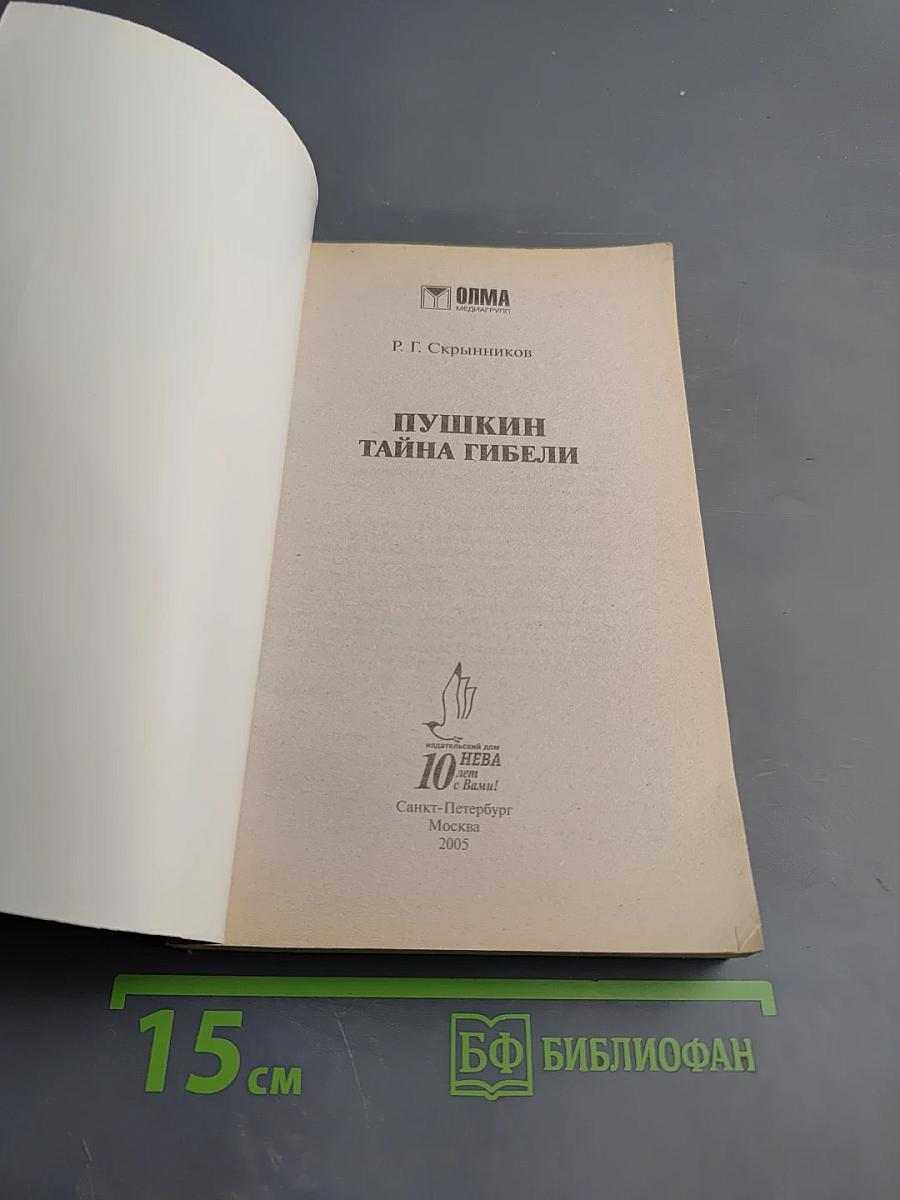 ОЛМА
МЕДИАГРУПП
Р. Г. Скрынников
ПУШКИН
ТАЙНА ГИБЕЛИ
издательский дом
НЕВА
10 лет
с Вами!
Санкт-Петербург
Москва
2005
15 см
БФ БИБЛИОФАН